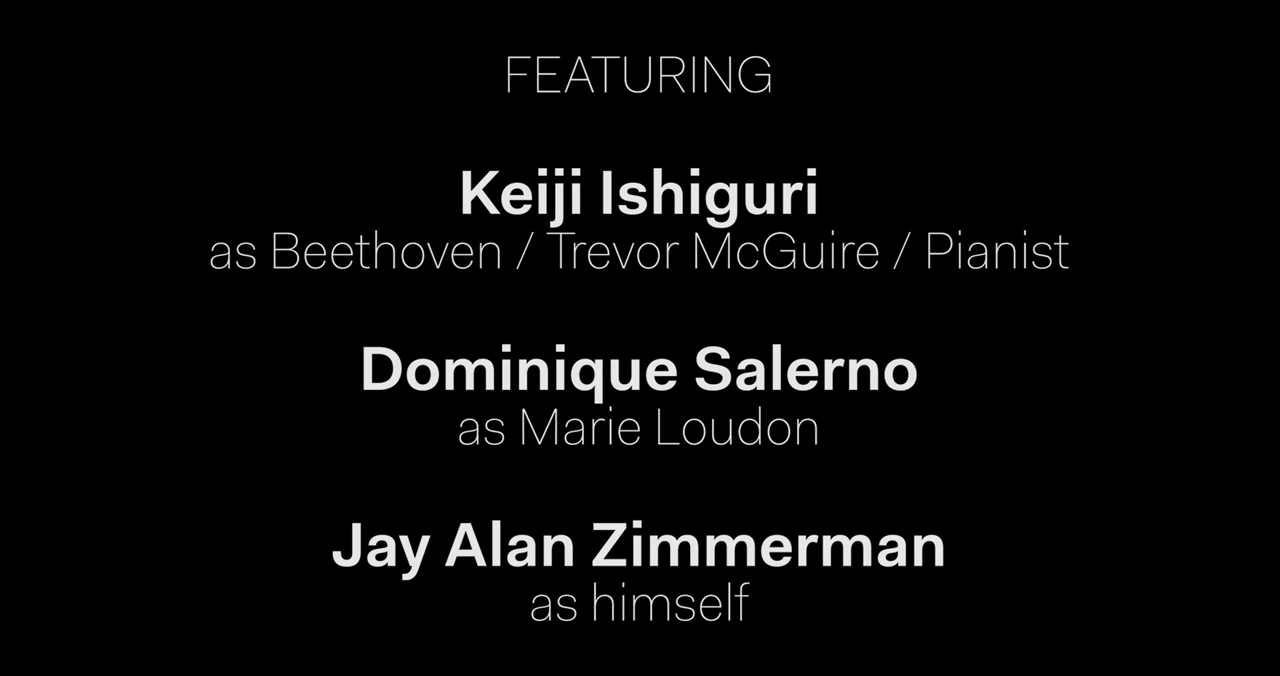 FEATURING
Keiji Ishiguri
as Beethoven / Trevor McGuire / Pianist
Dominique Salerno
as Marie Loudon
Jay Alan Zimmerman
as himself